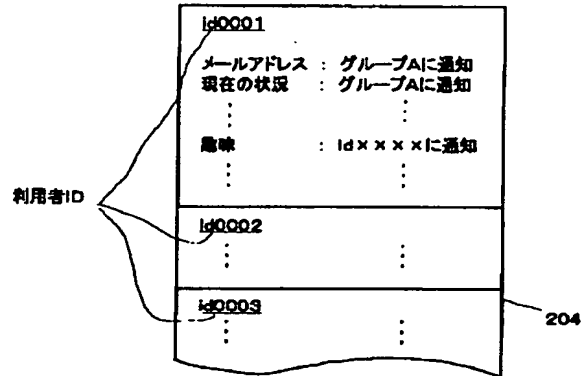 id0001
メールアドレス : グループAに通知
現在の状況 : グループAに通知
趣味 : id××××に通知
利用者ID
id0002
id0003
204